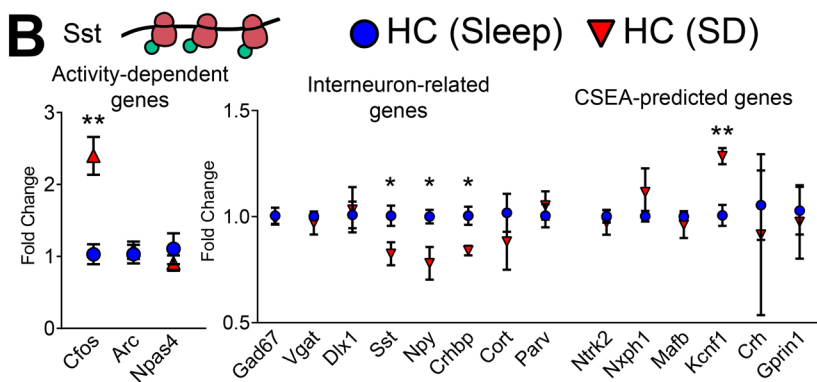 B
Sst
HC (Sleep)
HC (SD)
Activity-dependent
genes
Interneuron-related
genes
CSEA-predicted genes
Fold Change
3
2
1
0
**
Cfos
Arc
Npas4
Fold Change
1.5
1.0
0.5
*
*
*
**
Gad67
Vgat
Dlx1
Sst
Npy
Crhbp
Cort
Parv
Ntrk2
Nxph1
Mafb
Kcnf1
Crh
Gprin1